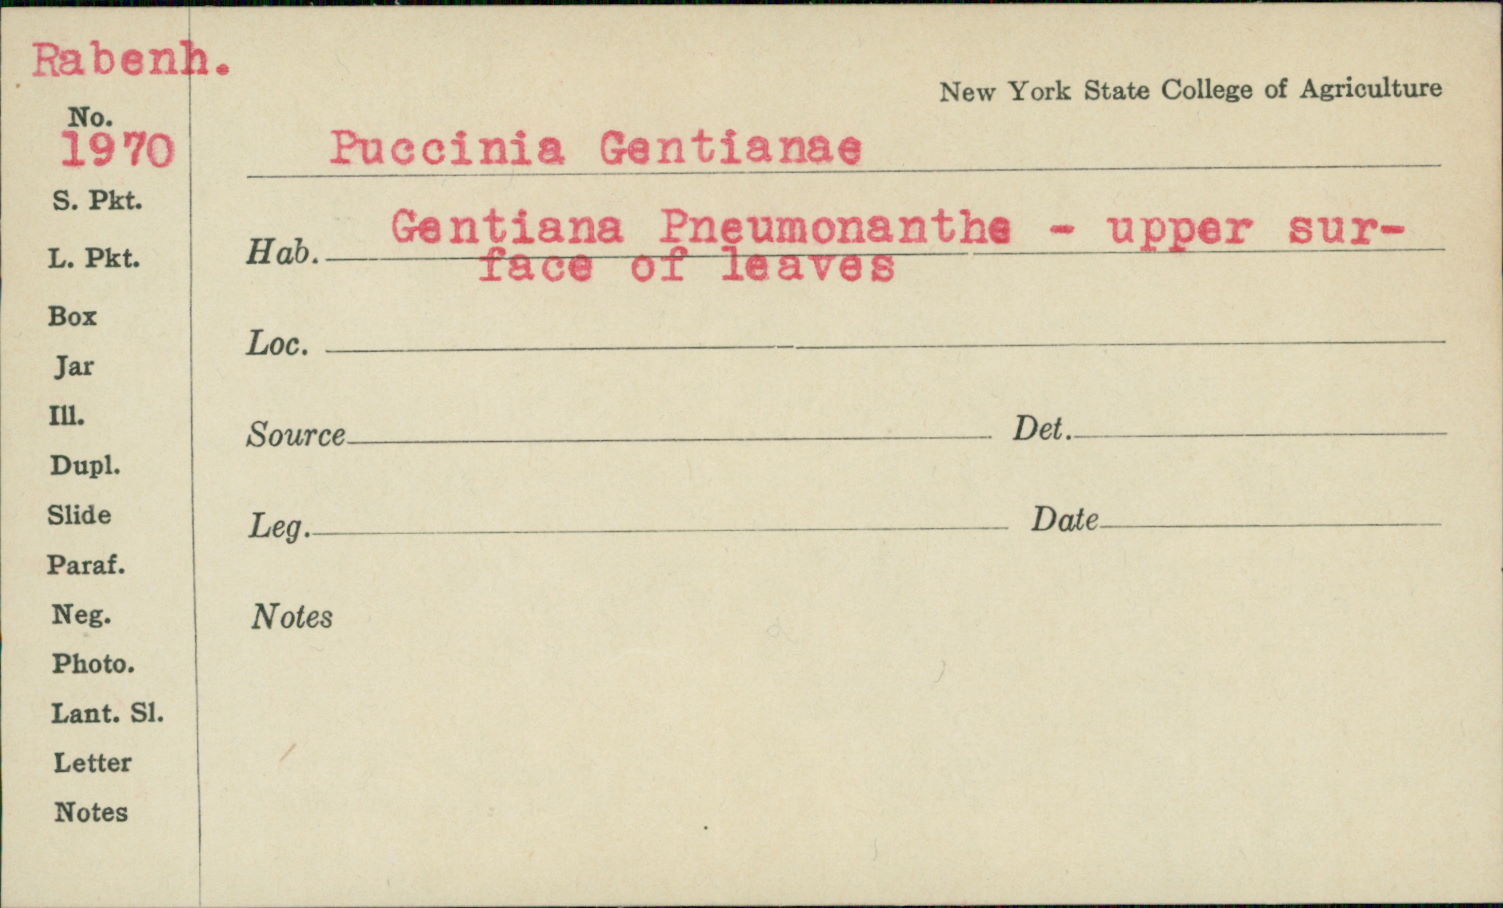 Rabenh.
New York State College of Agriculture
No.
1970
Puccinia Gentianae
S. Pkt.
L. Pkt.
Box
Jar
Ill.
Dupl.
Slide
Paraf.
Neg.
Photo.
Lant. Sl.
Letter
Notes
Hab. Gentiana Pneumonanthe - upper sur-
face of leaves
Loc.
Source Det.
Leg. Date
Notes